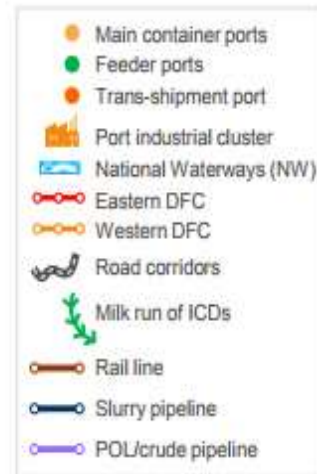 Main container ports
Feeder ports
Trans-shipment port
Port industrial cluster
National Waterways (NW)
Eastern DFC
Western DFC
Road corridors
Milk run of ICDs
Rail line
Slurry pipeline
POL/crude pipeline